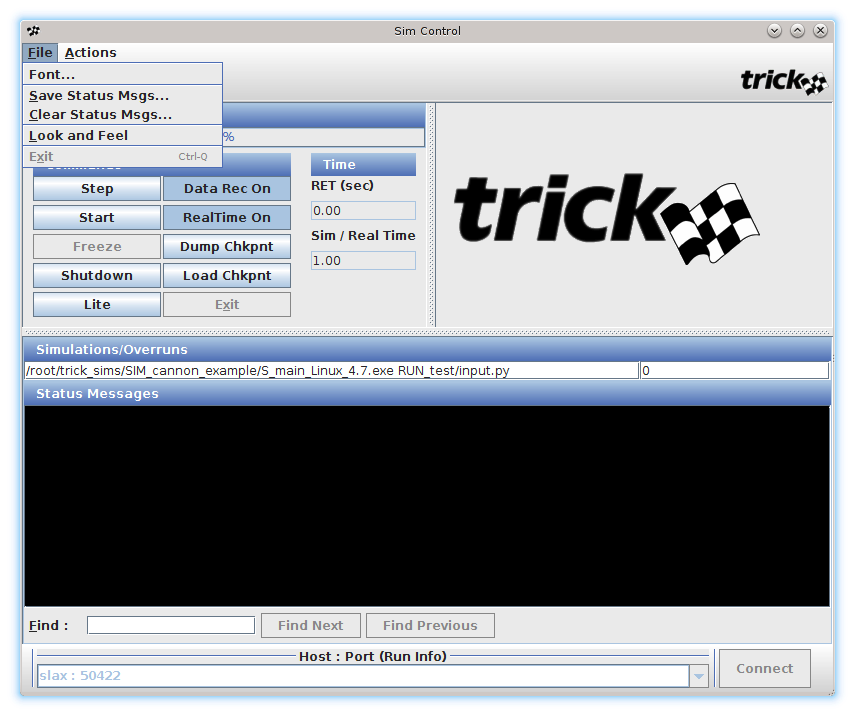 Sim Control
File Actions
Font...
Save Status Msgs...
Clear Status Msgs...
Look and Feel
Exit Ctrl-Q
trick
%
Time
Step Data Rec On
RET (sec)
Start RealTime On
0.00
Freeze Dump Chkpnt
Sim / Real Time
Shutdown Load Chkpnt
1.00
Lite Exit
trick
Simulations/Overruns
/root/trick_sims/SIM_cannon_example/S_main_Linux_4.7.exe RUN_test/input.py 0
Status Messages
Find : Find Next Find Previous
Host : Port (Run Info)
slax : 50422
Connect